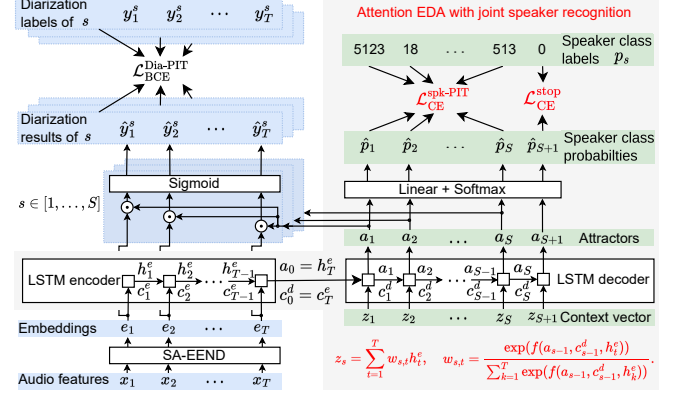 Diarization labels of s
y_1^s y_2^s ... y_T^s
L_BCE^Dia-PIT
Diarization results of s
ŷ_1^s ŷ_2^s ... ŷ_T^s
Sigmoid
s ∈ [1, . . . , S]
LSTM encoder
h_1^e h_2^e h_{T-1}^e
c_1^e c_2^e ... c_{T-1}^e
a_0 = h_T^e
c_0^d = c_T^e
Embeddings e_1 e_2 ... e_T
SA-EEND
Audio features x_1 x_2 ... x_T
Attention EDA with joint speaker recognition
5123 18 ... 513 0
Speaker class labels p_s
L_CE^spk-PIT L_CE^stop
p̂_1 p̂_2 ... p̂_S p̂_{S+1}
Speaker class probabilties
Linear + Softmax
a_1 a_2 ... a_S a_{S+1} Attractors
a_1 a_2 a_{S-1} a_S
c_1^d c_2^d ... c_{S-1}^d c_S^d
LSTM decoder
z_1 z_2 ... z_S z_{S+1} Context vector
z_s = \sum_{t=1}^{T} w_{s,t} h_t^e, w_{s,t} = \frac{exp(f(a_{s-1}, c_{s-1}^d, h_t^e))}{\sum_{k=1}^{T} exp(f(a_{s-1}, c_{s-1}^d, h_k^e))}.